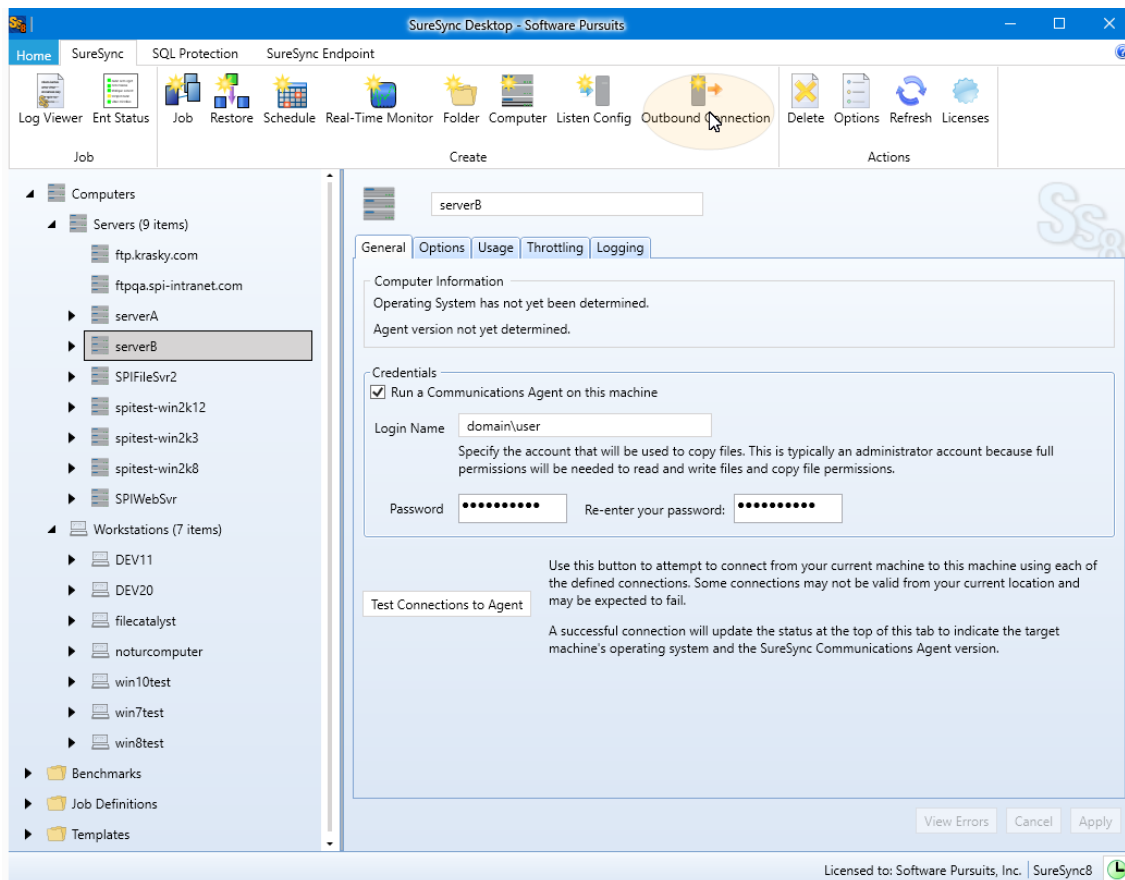 SureSync Desktop - Software Pursuits
Home SureSync SQL Protection SureSync Endpoint
Log Viewer Ent Status Job Restore Schedule Real-Time Monitor Folder Computer Listen Config Outbound Connection Delete Options Refresh Licenses
Job Create Actions
Computers
Servers (9 items)
ftp.krasky.com
ftpqa.spi-intranet.com
serverA
serverB
SPIFileSvr2
spitest-win2k12
spitest-win2k3
spitest-win2k8
SPIWebSvr
Workstations (7 items)
DEV11
DEV20
filecatalyst
noturcomputer
win10test
win7test
win8test
Benchmarks
Job Definitions
Templates
serverB
SS8
General Options Usage Throttling Logging
Computer Information
Operating System has not yet been determined.
Agent version not yet determined.
Credentials
Run a Communications Agent on this machine
Login Name domain\user
Specify the account that will be used to copy files. This is typically an administrator account because full
permissions will be needed to read and write files and copy file permissions.
Password ●●●●●●●●●● Re-enter your password: ●●●●●●●●●●
Test Connections to Agent
Use this button to attempt to connect from your current machine to this machine using each of
the defined connections. Some connections may not be valid from your current location and
may be expected to fail.
A successful connection will update the status at the top of this tab to indicate the target
machine's operating system and the SureSync Communications Agent version.
View Errors Cancel Apply
Licensed to: Software Pursuits, Inc. SureSync8